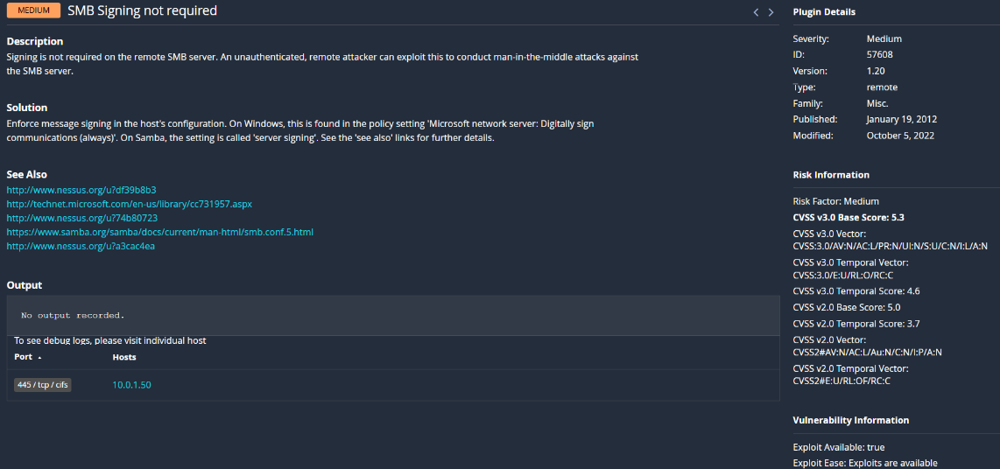 MEDIUM SMB Signing not required
Description
Signing is not required on the remote SMB server. An unauthenticated, remote attacker can exploit this to conduct man-in-the-middle attacks against
the SMB server.
Solution
Enforce message signing in the host's configuration. On Windows, this is found in the policy setting 'Microsoft network server: Digitally sign
communications (always)'. On Samba, the setting is called 'server signing'. See the 'see also' links for further details.
See Also
http://www.nessus.org/u?df39b8b3
http://technet.microsoft.com/en-us/library/cc731957.aspx
http://www.nessus.org/u?74b80723
https://www.samba.org/samba/docs/current/man-html/smb.conf.5.html
http://www.nessus.org/u?a3cac4ea
Output
No output recorded.
To see debug logs, please visit individual host
Port Hosts
445 / tcp / cifs 10.0.1.50
Plugin Details
Severity: Medium
ID: 57608
Version: 1.20
Type: remote
Family: Misc.
Published: January 19, 2012
Modified: October 5, 2022
Risk Information
Risk Factor: Medium
CVSS v3.0 Base Score: 5.3
CVSS v3.0 Vector:
CVSS:3.0/AV:N/AC:L/PR:N/UI:N/S:U/C:N/I:L/A:N
CVSS v3.0 Temporal Vector:
CVSS:3.0/E:U/RL:O/RC:C
CVSS v3.0 Temporal Score: 4.6
CVSS v2.0 Base Score: 5.0
CVSS v2.0 Temporal Score: 3.7
CVSS v2.0 Vector:
CVSS2#AV:N/AC:L/Au:N/C:N/I:P/A:N
CVSS v2.0 Temporal Vector:
CVSS2#E:U/RL:OF/RC:C
Vulnerability Information
Exploit Available: true
Exploit Ease: Exploits are available